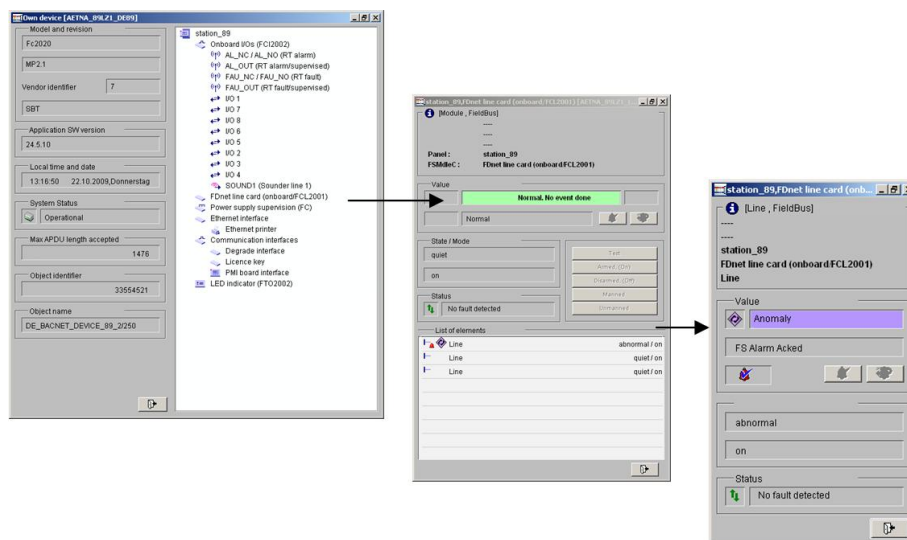 Own device [AETNA_89LZ1_DE89]
Model and revision
Fc2020
MP2.1
Vendor identifier 7
SBT
Application SW version
24.5.10
Local time and date
13:16:50 22.10.2009,Donnerstag
System Status
Operational
Max APDU length accepted
1476
Object identifier
33554521
Object name
DE_BACNET_DEVICE_89_2/250
station_89
Onboard I/Os (FCI2002)
AL_NC / AL_NO (RT alarm)
AL_OUT (RT alarm/supervised)
FAU_NC / FAU_NO (RT fault)
FAU_OUT (RT fault/supervised)
I/O 1
I/O 7
I/O 8
I/O 6
I/O 5
I/O 2
I/O 3
I/O 4
SOUND1 (Sounder line 1)
FDnet line card (onboard/FCL2001)
Power supply supervision (FC)
Ethernet interface
Ethernet printer
Communication interfaces
Degrade interface
Licence key
PMI board interface
LED indicator (FTO2002)
station_89,FDnet line card (onboard/FCL2001) [AETNA_89LZ1_
[Module , FieldBus]
----
----
Panel : station_89
FSMdleC : FDnet line card (onboard/FCL2001)
Value
Normal. No event done
Normal
State / Mode
quiet
on
Test
Armed, (On)
Disarmed, (Off)
Manned
Unmanned
Status
No fault detected
List of elements
Line abnormal / on
Line quiet / on
Line quiet / on
station_89,FDnet line card (onb...
[Line , FieldBus]
----
----
station_89
FDnet line card (onboard/FCL2001)
Line
Value
Anomaly
FS Alarm Acked
abnormal
on
Status
No fault detected